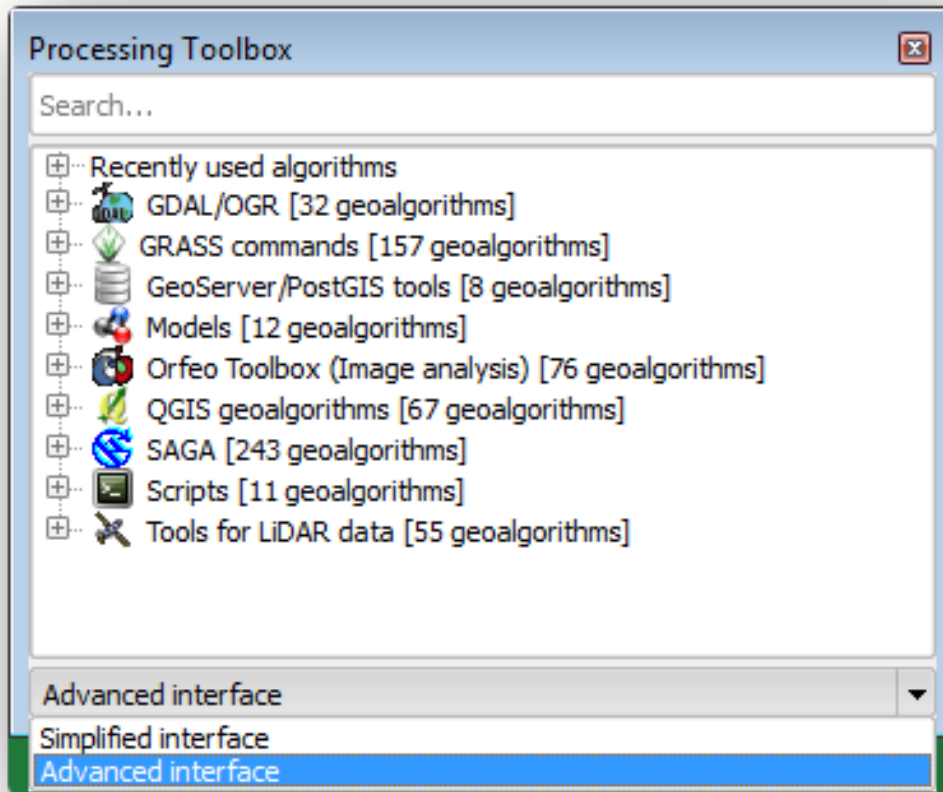 Processing Toolbox
Search...
Recently used algorithms
GDAL/OGR [32 geoalgorithms]
GRASS commands [157 geoalgorithms]
GeoServer/PostGIS tools [8 geoalgorithms]
Models [12 geoalgorithms]
Orfeo Toolbox (Image analysis) [76 geoalgorithms]
QGIS geoalgorithms [67 geoalgorithms]
SAGA [243 geoalgorithms]
Scripts [11 geoalgorithms]
Tools for LiDAR data [55 geoalgorithms]
Advanced interface
Simplified interface
Advanced interface